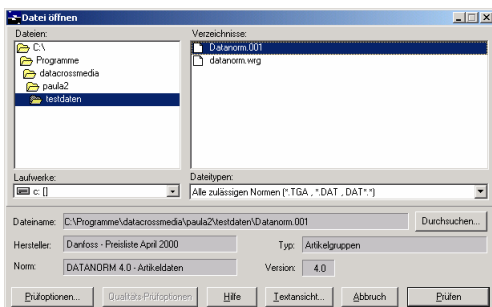 Datei öffnen
Dateien:
Verzeichnisse:
C:\
Programme
datacrossmedia
paula2
testdaten
Datanorm.001
datanorm.wrg
Laufwerke:
Dateitypen:
c: []
Alle zulässigen Normen (*.TGA , *.DAT , DAT*.*)
Dateiname: C:\Programme\datacrossmedia\paula2\testdaten\Datanorm.001 Durchsuchen...
Hersteller: Danfoss - Preisliste April 2000 Typ: Artikelgruppen
Norm: DATANORM 4.0 - Artikeldaten Version: 4.0
Prüfoptionen... Qualitäts-Prüfoptionen Hilfe Textansicht... Abbruch Prüfen